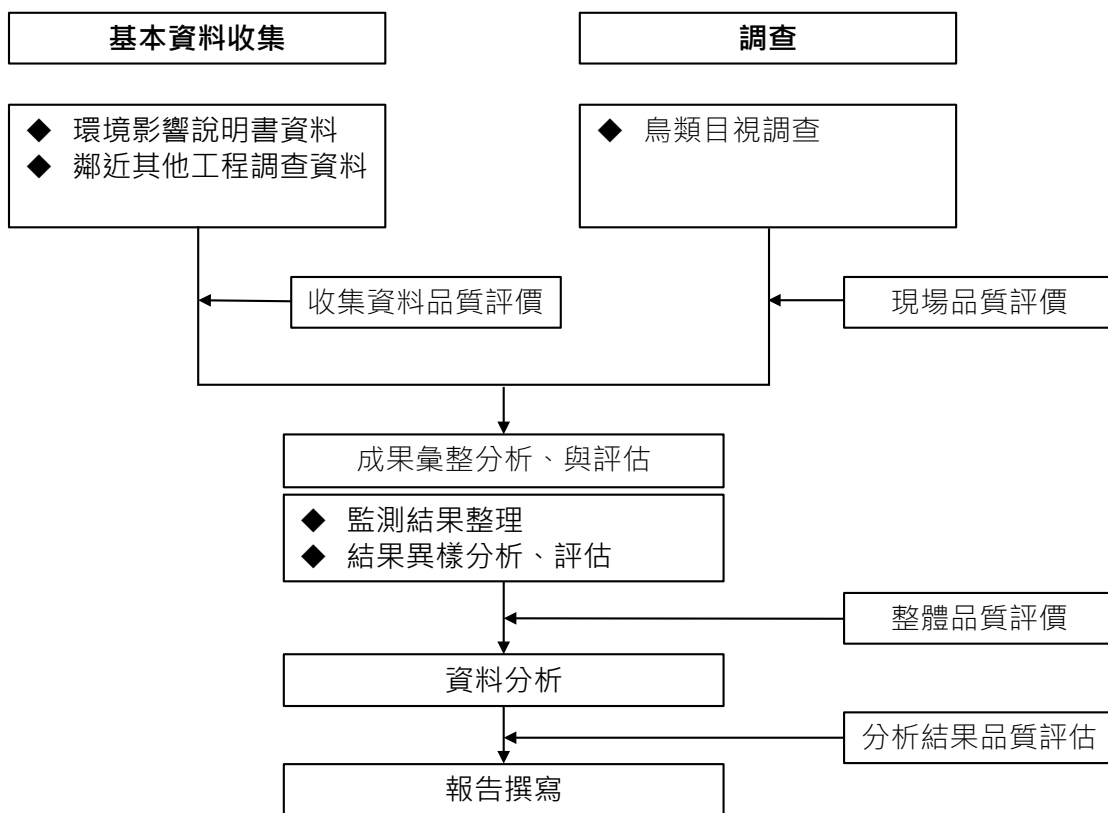 基本資料收集
調查
◆ 環境影響說明書資料
◆ 鄰近其他工程調查資料
◆ 鳥類目視調查
收集資料品質評價
現場品質評價
成果彙整分析、與評估
◆ 監測結果整理
◆ 結果異樣分析、評估
整體品質評價
資料分析
分析結果品質評估
報告撰寫